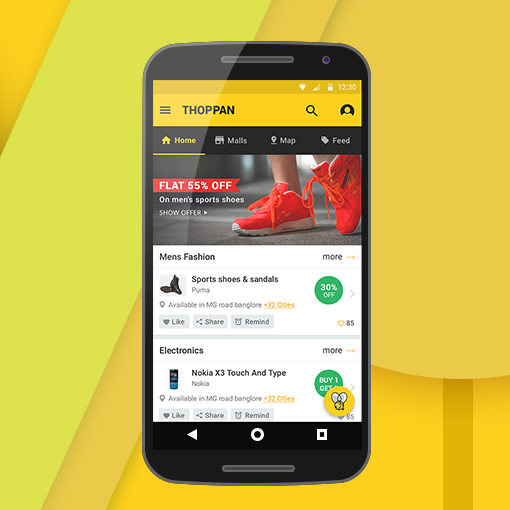 12:30
THOPPAN
Home Malls Map Feed
FLAT 55% OFF
On men's sports shoes
SHOW OFFER
Mens Fashion more
Sports shoes & sandals
Puma
30%
OFF
Available in MG road banglore +32 Cities
Like Share Remind 85
Electronics more
Nokia X3 Touch And Type
Nokia
BUY 1
GET
Available in MG road banglore +32 Cities
Like Share Remind 85